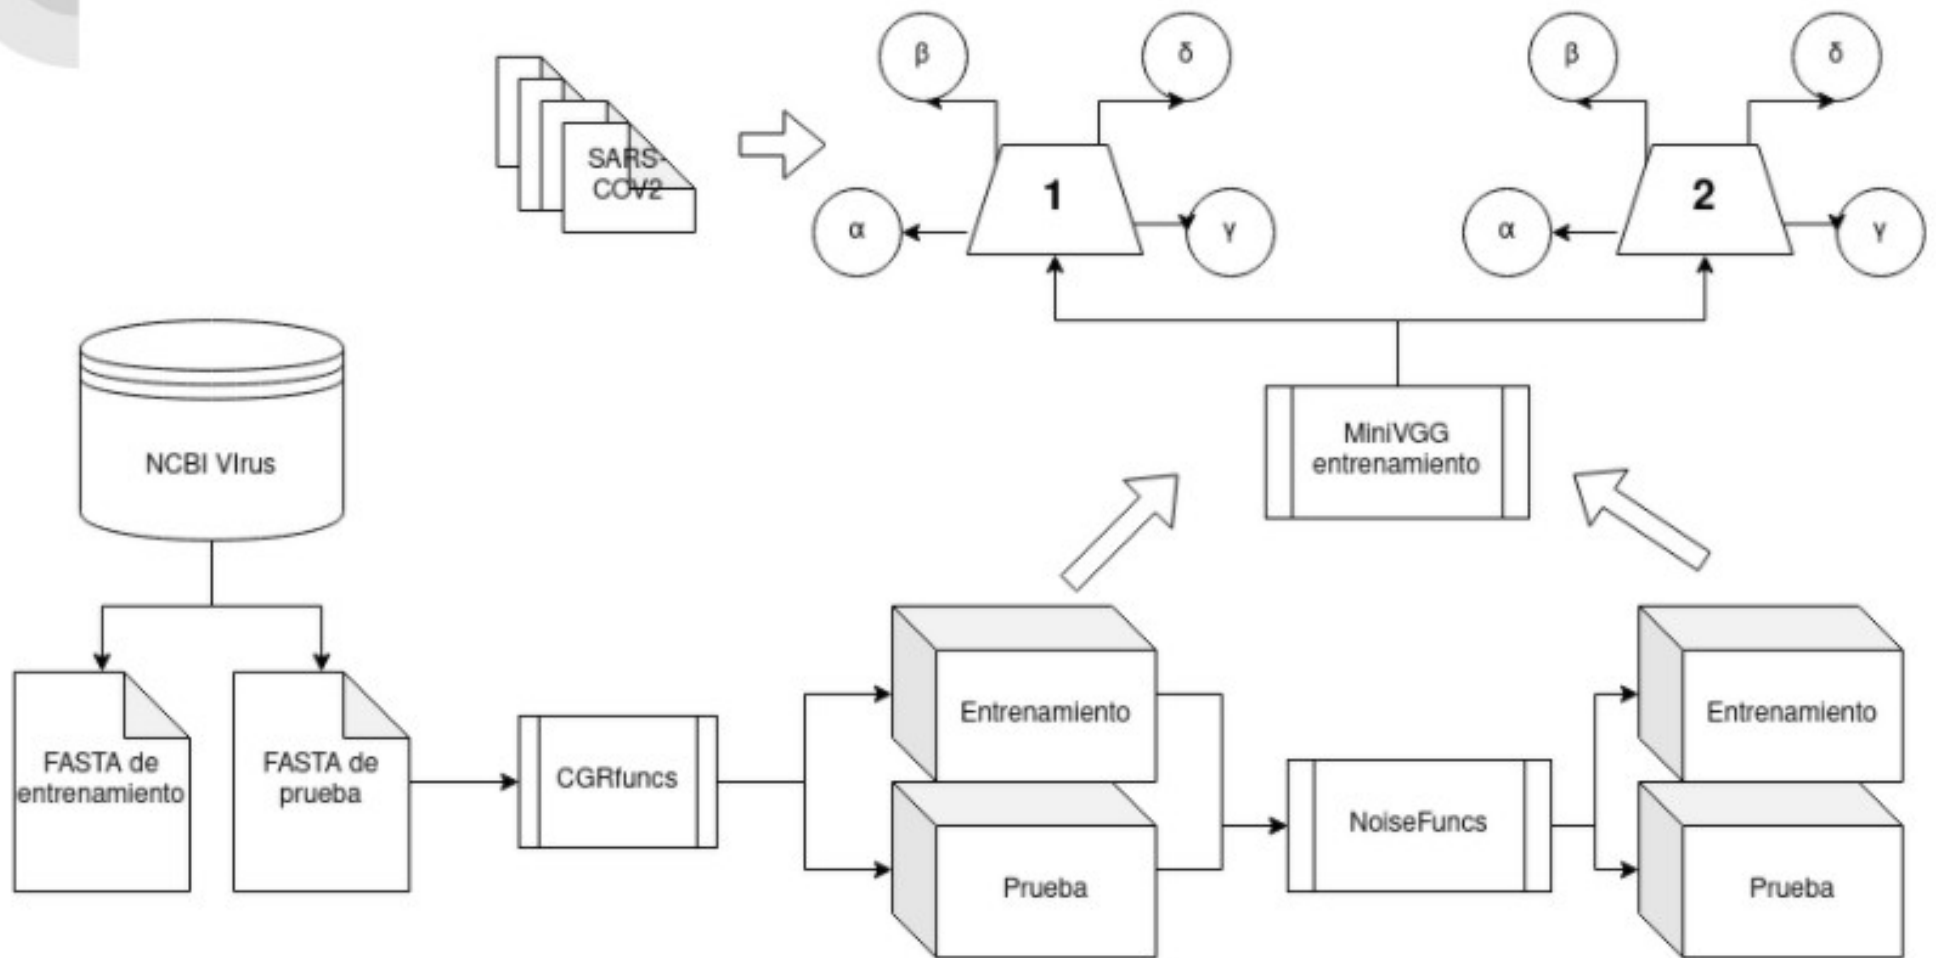 β
δ
β
δ
SARS-
COV2
1
2
α
γ
α
γ
NCBI VIrus
MiniVGG
entrenamiento
FASTA de
entrenamiento
FASTA de
prueba
CGRfuncs
Entrenamiento
Prueba
NoiseFuncs
Entrenamiento
Prueba